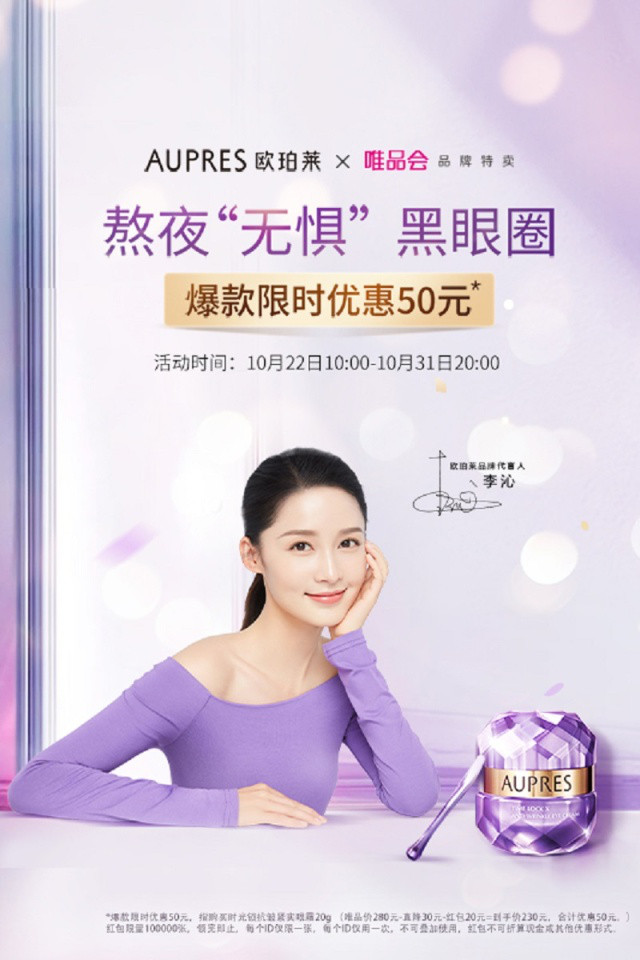 AUPRES 欧珀莱 × 唯品会 品牌特卖
熬夜“无惧” 黑眼圈
爆款限时优惠50元*
活动时间：10月22日10:00-10月31日20:00
欧珀莱品牌代言人
李沁
AUPRES
TIME LOCK
*爆款限时优惠50元，指购买时光锁抗皱紧实眼霜20g （唯品价280元-直降30元-红包20元=到手价230元，合计优惠50元。）
红包限量100000张，领完即止，每个ID仅限一张，每个ID仅用一次。不可叠加使用，红包不可折算现金或其他优惠形式。